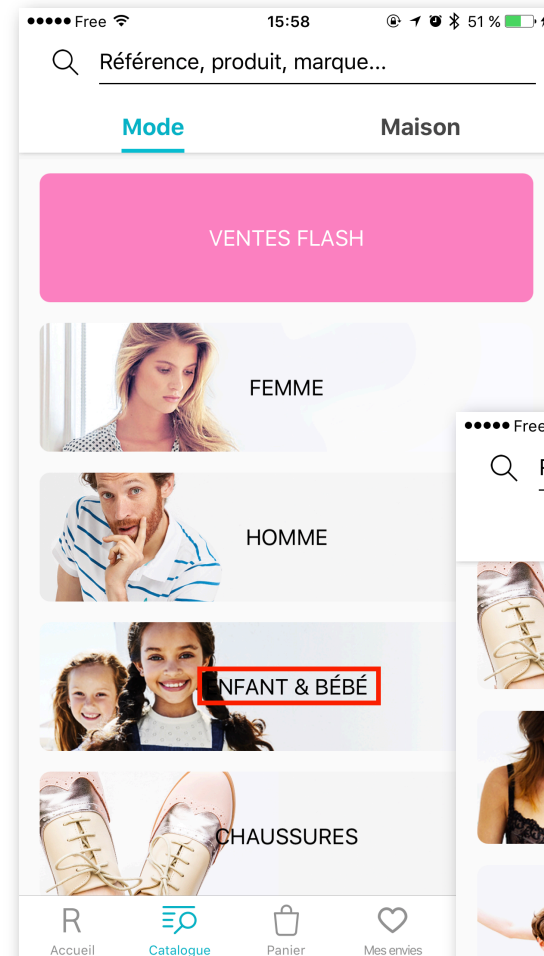 Free
15:58
51 %
Référence, produit, marque...
Mode
Maison
VENTES FLASH
FEMME
Free
HOMME
ENFANT & BÉBÉ
CHAUSSURES
R
Accueil
Catalogue
Panier
Mes envies